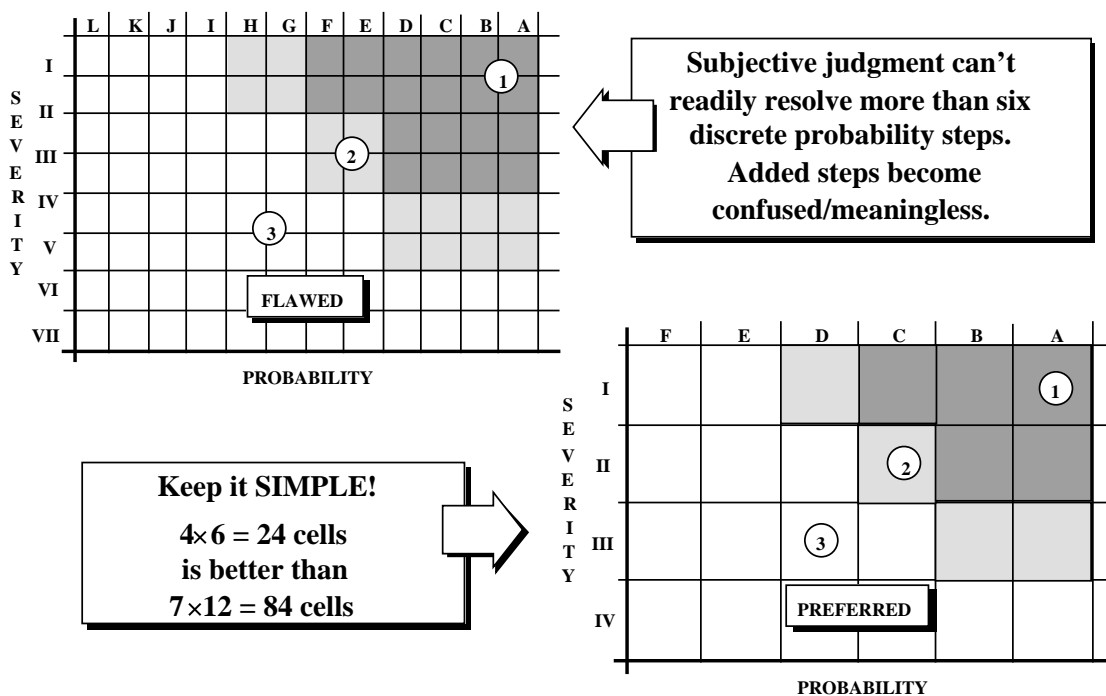 L K J I H G F E D C B A
I
II
III
IV
V
VI
VII
SEVERITY
1
2
3
FLAWED
PROBABILITY
Subjective judgment can’t
readily resolve more than six
discrete probability steps.
Added steps become
confused/meaningless.
Keep it SIMPLE!
4×6 = 24 cells
is better than
7×12 = 84 cells
F E D C B A
I
II
III
IV
SEVERITY
1
2
3
PREFERRED
PROBABILITY